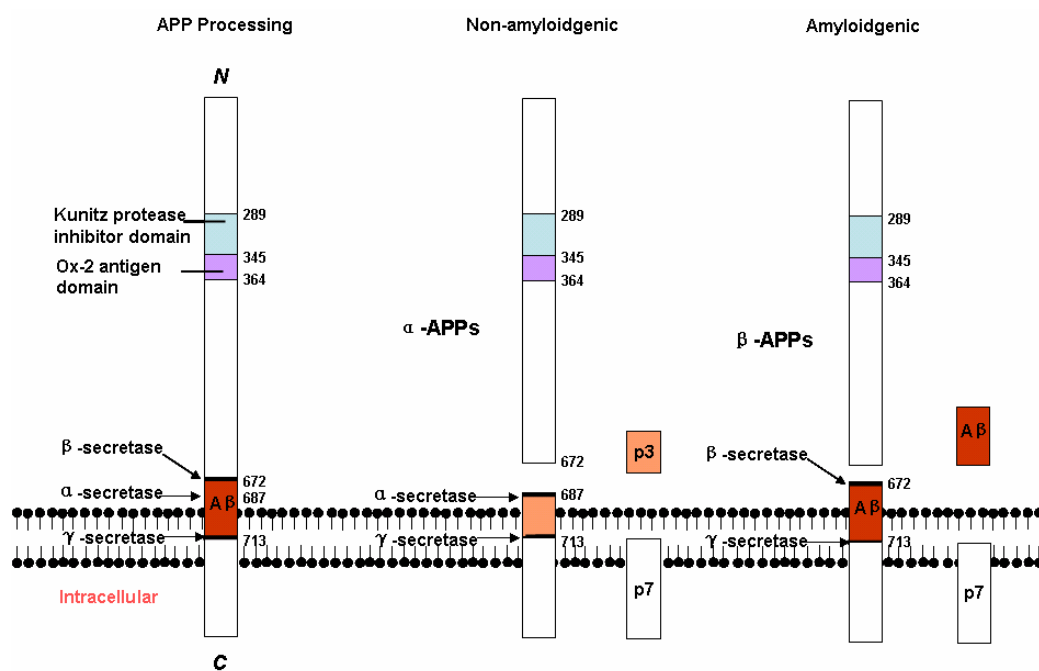 APP Processing
Non-amyloidgenic
Amyloidgenic
N
Kunitz protease
inhibitor domain
Ox-2 antigen
domain
289
345
364
β -secretase
α -secretase
γ -secretase
672
687
713
Aβ
Intracellular
C
289
345
364
α -APPs
672
α -secretase
687
γ -secretase
713
p3
p7
289
345
364
β -APPs
β -secretase
672
Aβ
γ -secretase
713
Aβ
p7